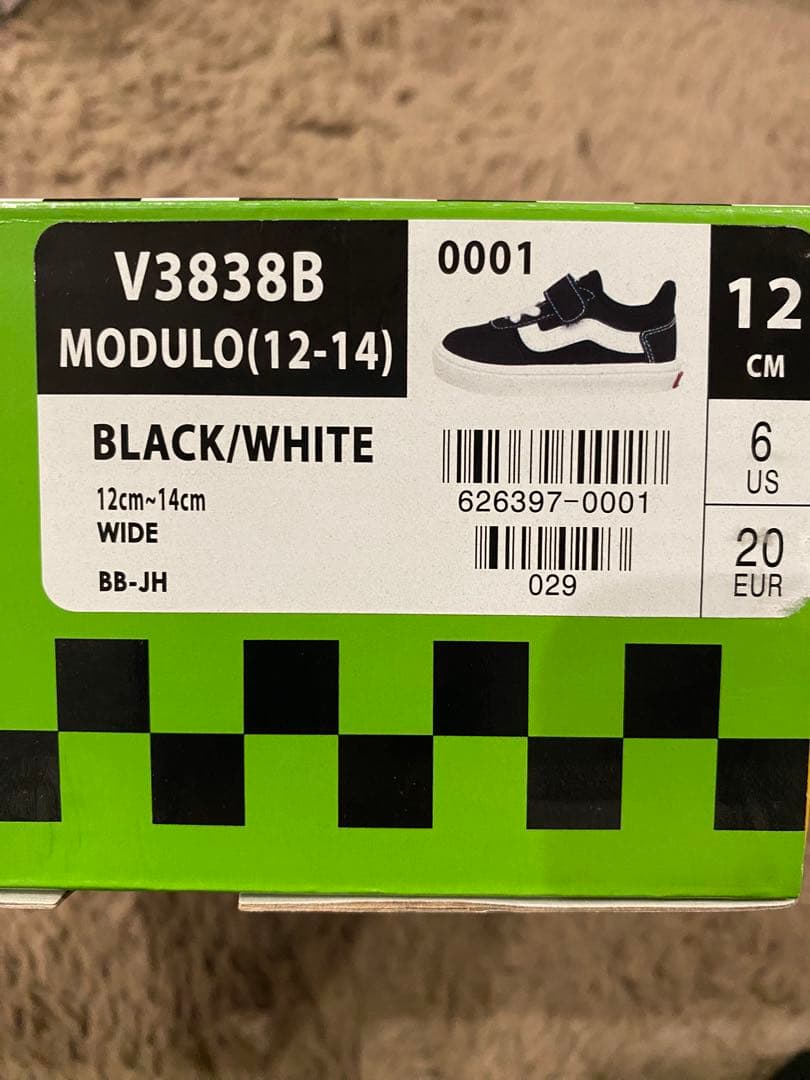 V3838B
MODULO(12-14)
0001
12
CM
BLACK/WHITE
12cm~14cm
WIDE
BB-JH
626397-0001
029
6
US
20
EUR